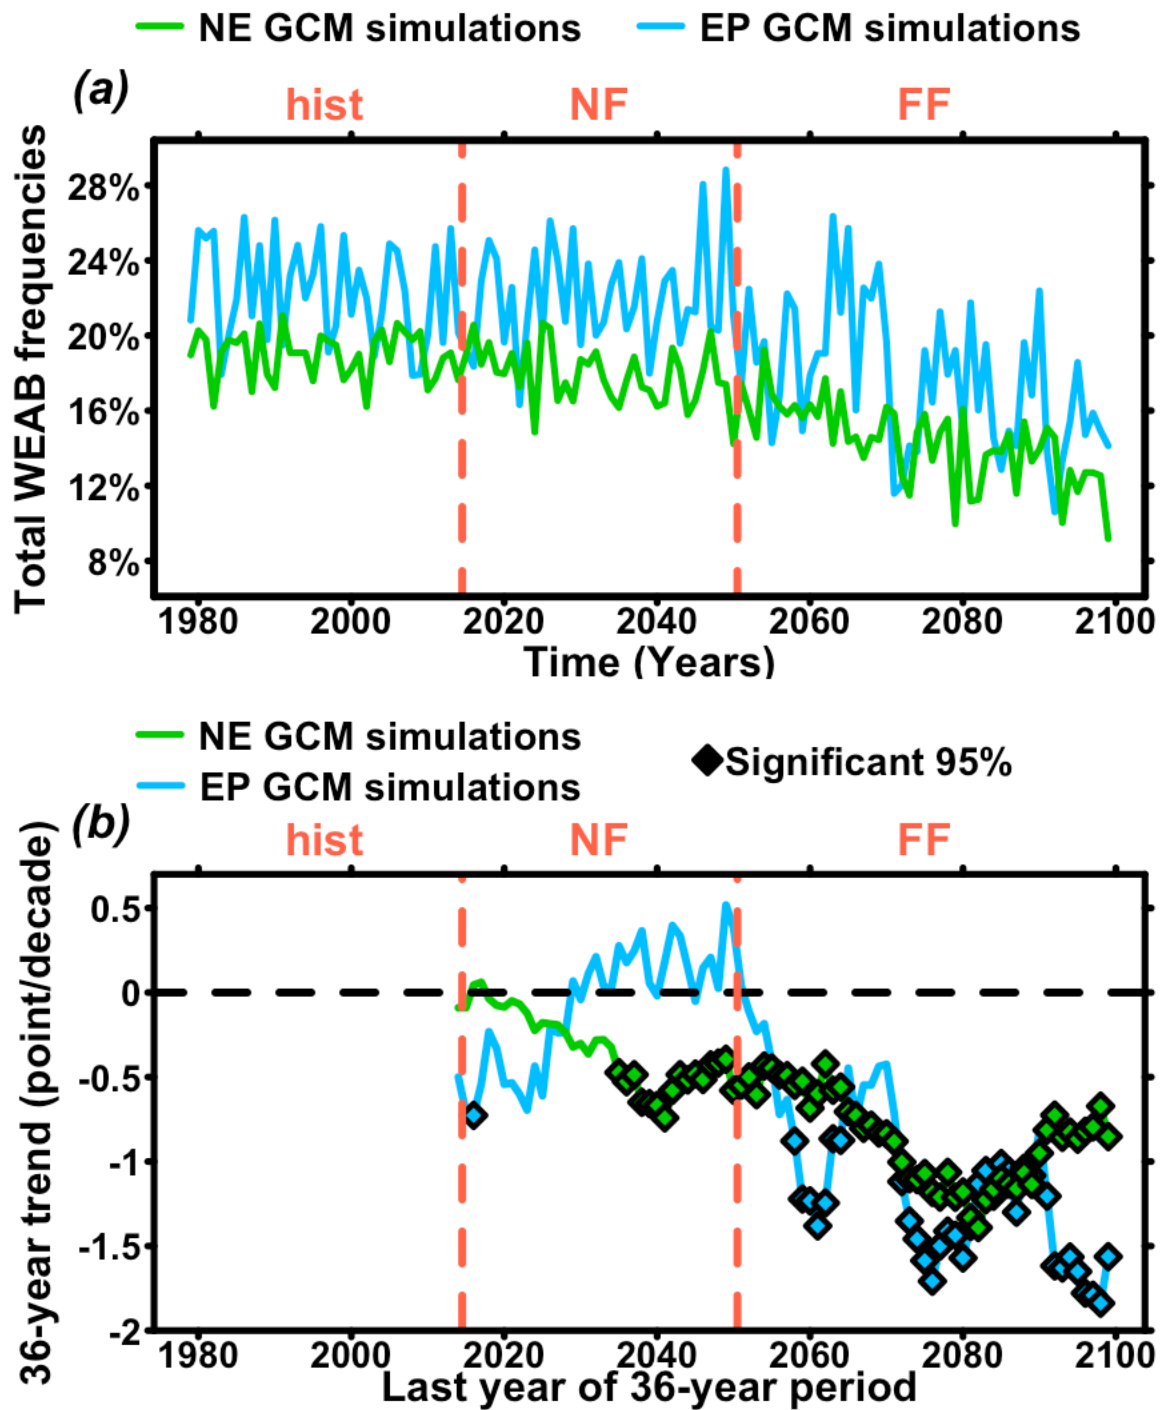 NE GCM simulations EP GCM simulations
(a)
hist NF FF
Total WEAB frequencies
28%
24%
20%
16%
12%
8%
1980 2000 2020 2040 2060 2080 2100
Time (Years)
NE GCM simulations
EP GCM simulations
Significant 95%
(b)
hist NF FF
36-year trend (point/decade)
0.5
0
-0.5
-1
-1.5
-2
1980 2000 2020 2040 2060 2080 2100
Last year of 36-year period